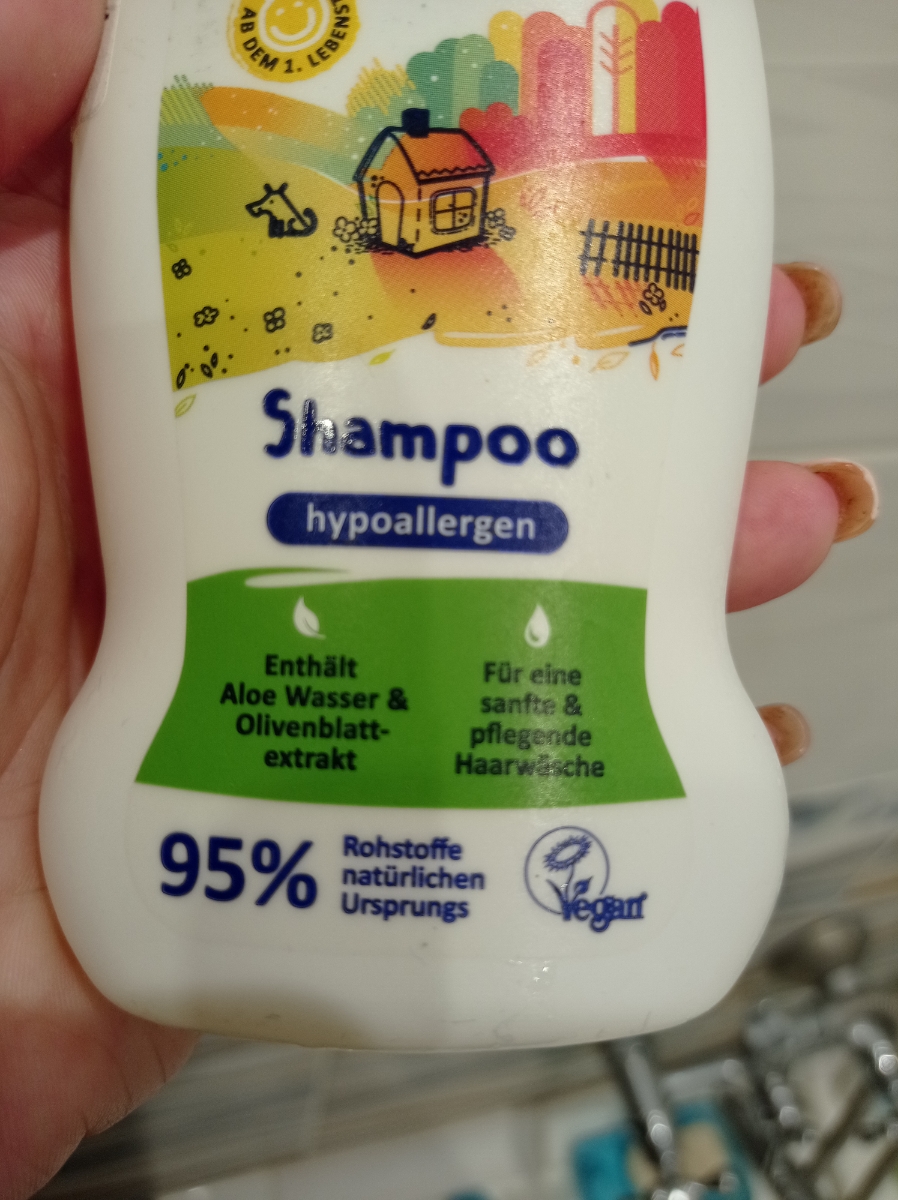 AB DEM 1. LEBENS
Shampoo
hypoallergen
Enthält
Aloe Wasser &
Olivenblatt-
extrakt
Für eine
sanfte &
pflegende
Haarwäsche
95%
Rohstoffe
natürlichen
Ursprungs
Vegan